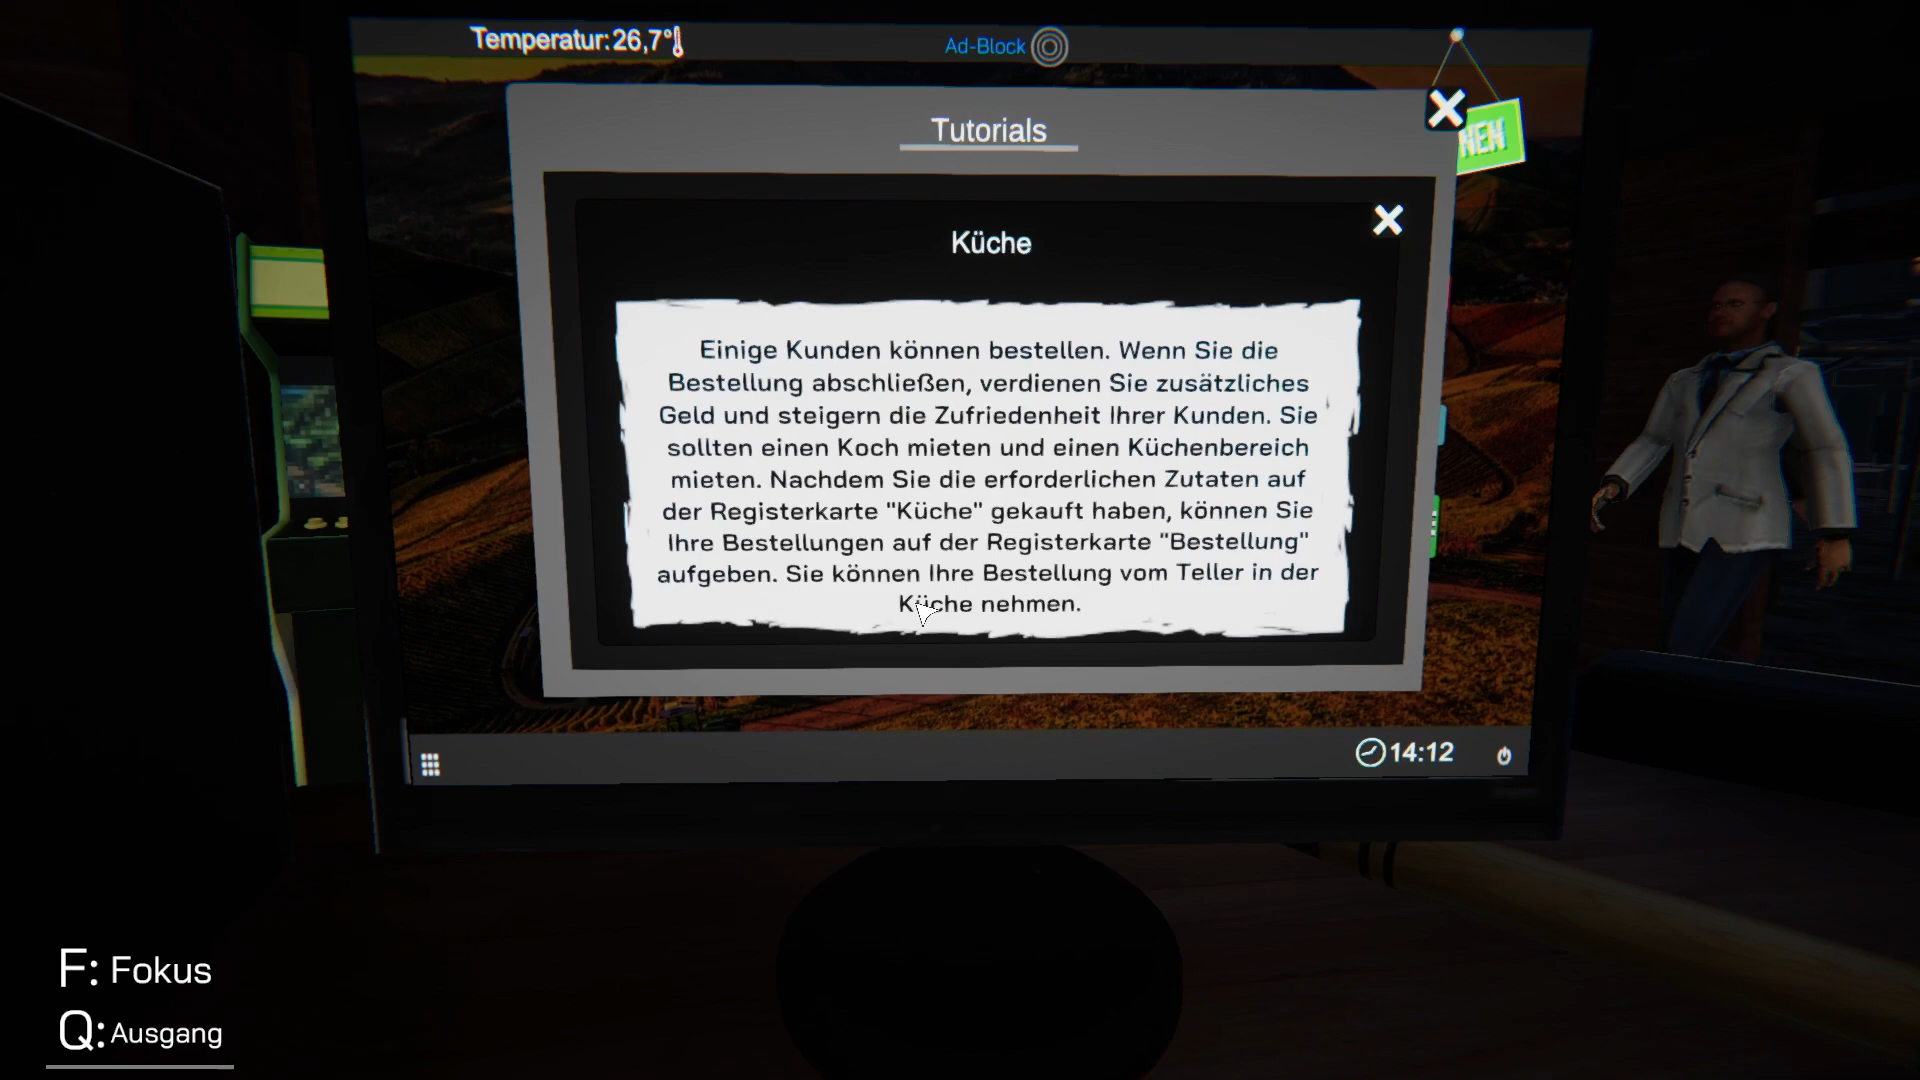 Temperatur: 26,7°
Ad-Block
NEN
Tutorials
Küche
Einige Kunden können bestellen. Wenn Sie die
Bestellung abschließen, verdienen Sie zusätzliches
Geld und steigern die Zufriedenheit Ihrer Kunden. Sie
sollten einen Koch mieten und einen Küchenbereich
mieten. Nachdem Sie die erforderlichen Zutaten auf
der Registerkarte "Küche" gekauft haben, können Sie
Ihre Bestellungen auf der Registerkarte "Bestellung"
aufgeben. Sie können Ihre Bestellung vom Teller in der
Küche nehmen.
14:12
F: Fokus
Q: Ausgang